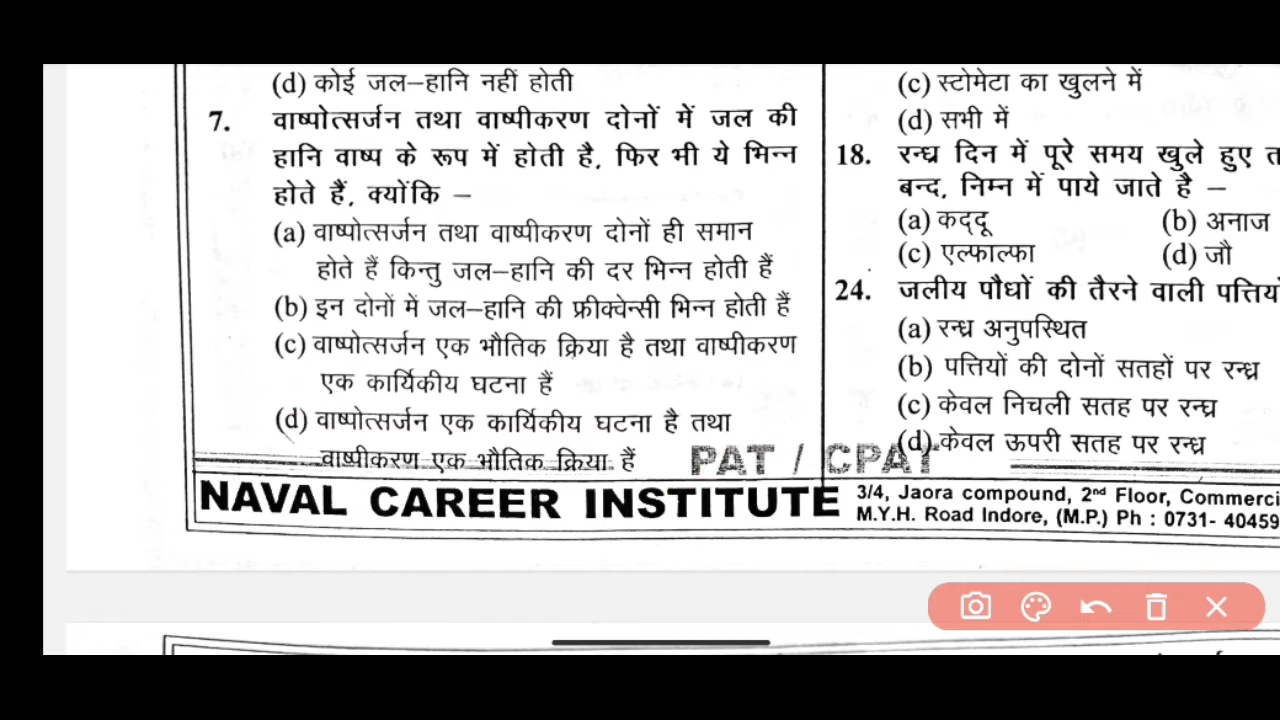 (d) कोई जल–हानि नहीं होती
7. वाष्पोत्सर्जन तथा वाष्पीकरण दोनों में जल की
हानि वाष्प के रूप में होती है, फिर भी ये भिन्न
होते हैं, क्योंकि –
(a) वाष्पोत्सर्जन तथा वाष्पीकरण दोनों ही समान
होते हैं किन्तु जल–हानि की दर भिन्न होती हैं
(b) इन दोनों में जल–हानि की फ्रीक्वेन्सी भिन्न होती हैं
(c) वाष्पोत्सर्जन एक भौतिक क्रिया है तथा वाष्पीकरण
एक कार्यिकीय घटना हैं
(d) वाष्पोत्सर्जन एक कार्यिकीय घटना है तथा
वाष्पीकरण एक भौतिक क्रिया हैं
(c) स्टोमेटा का खुलने में
(d) सभी में
18. रन्ध्र दिन में पूरे समय खुले हुए त
बन्द, निम्न में पाये जाते है –
(a) कद्दू (b) अनाज
(c) एल्फाल्फा (d) जौ
24. जलीय पौधों की तैरने वाली पत्तियो
(a) रन्ध्र अनुपस्थित
(b) पत्तियों की दोनों सतहों पर रन्ध्र
(c) केवल निचली सतह पर रन्ध्र
(d) केवल ऊपरी सतह पर रन्ध्र
PAT / CPAT
NAVAL CAREER INSTITUTE
3/4, Jaora compound, 2nd Floor, Commerci
M.Y.H. Road Indore, (M.P.) Ph : 0731- 40459